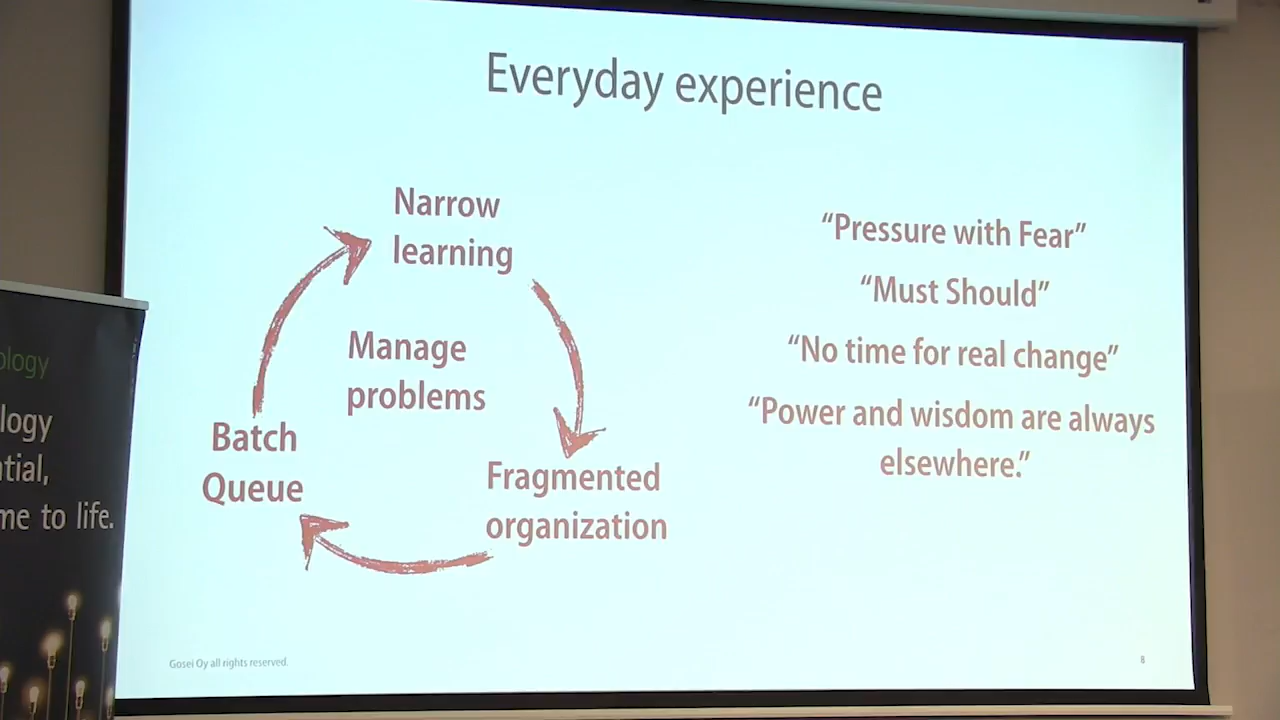 Everyday experience
Narrow
learning
Manage
problems
Batch
Queue
Fragmented
organization
“Pressure with Fear”
“Must Should”
“No time for real change”
“Power and wisdom are always
elsewhere.”
Gosei Oy all rights reserved.
8
ology
logy
tial,
me to life.